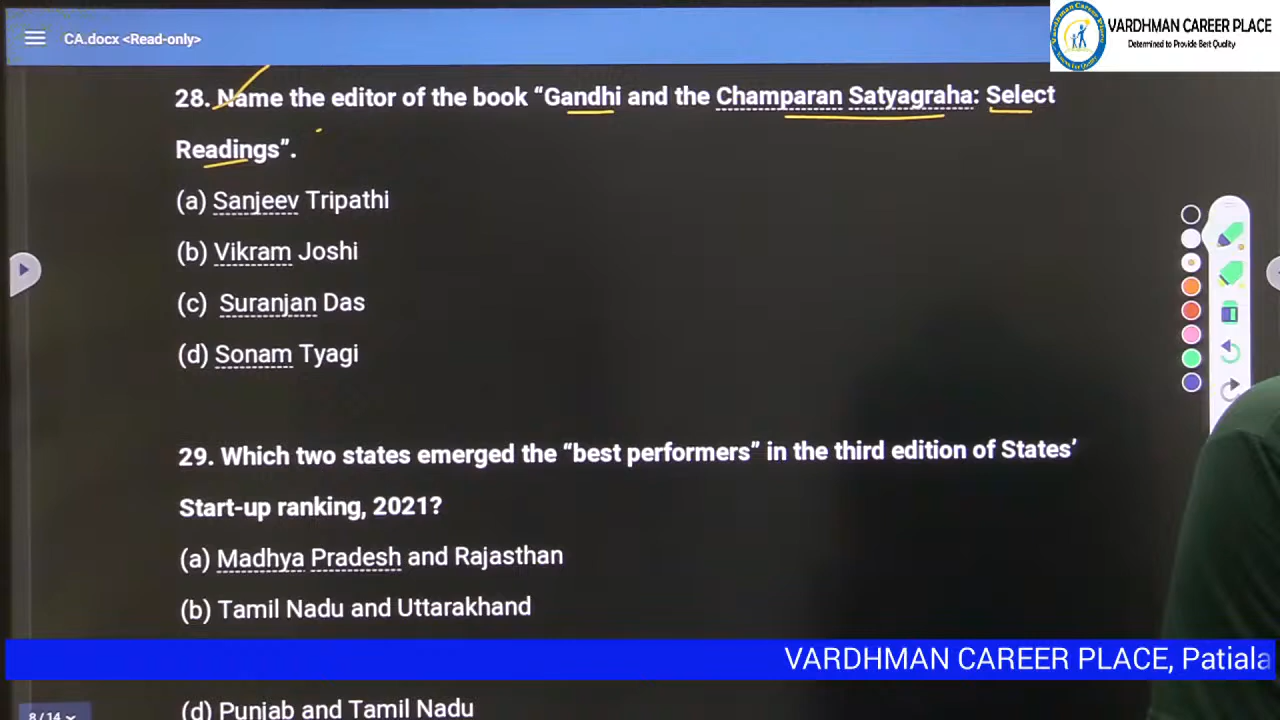 CA.docx <Read-only>
VARDHMAN CAREER PLACE
Determined to Provide Bert Quality
28. Name the editor of the book “Gandhi and the Champaran Satyagraha: Select
Readings”.
(a) Sanjeev Tripathi
(b) Vikram Joshi
(c) Suranjan Das
(d) Sonam Tyagi
29. Which two states emerged the “best performers” in the third edition of States’
Start-up ranking, 2021?
(a) Madhya Pradesh and Rajasthan
(b) Tamil Nadu and Uttarakhand
VARDHMAN CAREER PLACE, Patiala
(d) Punjab and Tamil Nadu
8/14